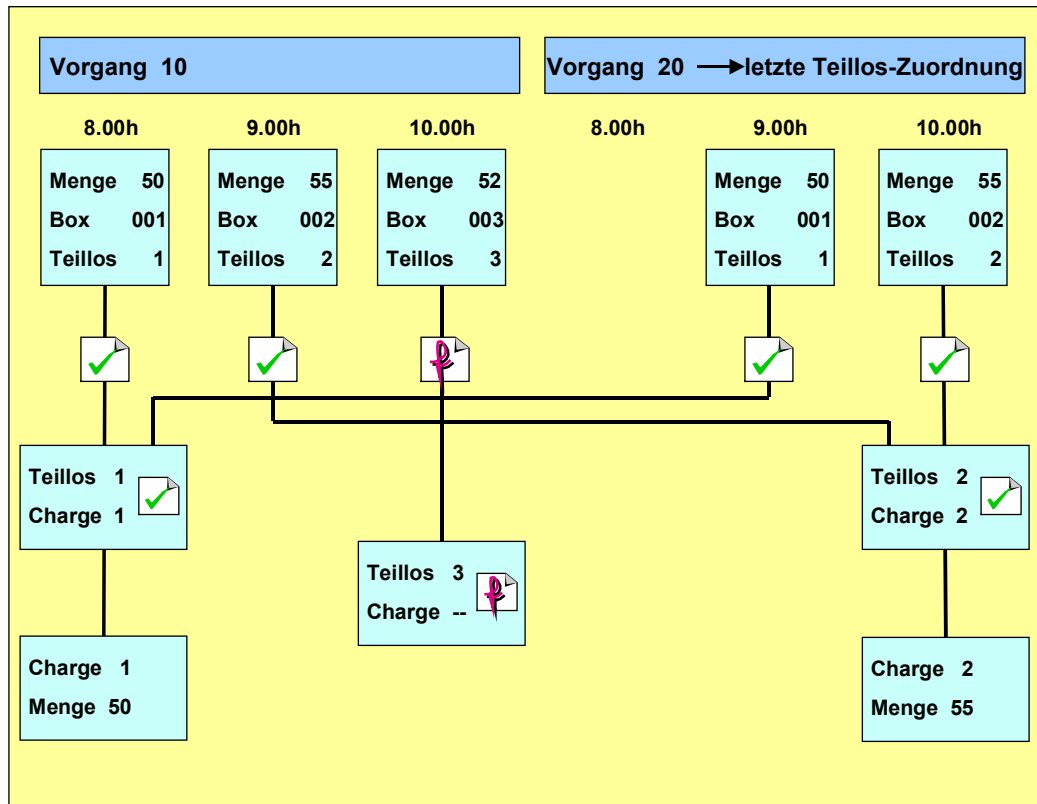 Vorgang 10
Vorgang 20 letzte Teillos-Zuordnung
8.00h 9.00h 10.00h 8.00h 9.00h 10.00h
Menge 50
Box 001
Teillos 1
Menge 55
Box 002
Teillos 2
Menge 52
Box 003
Teillos 3
Menge 50
Box 001
Teillos 1
Menge 55
Box 002
Teillos 2
Teillos 1
Charge 1
Teillos 2
Charge 2
Teillos 3
Charge --
Charge 1
Menge 50
Charge 2
Menge 55